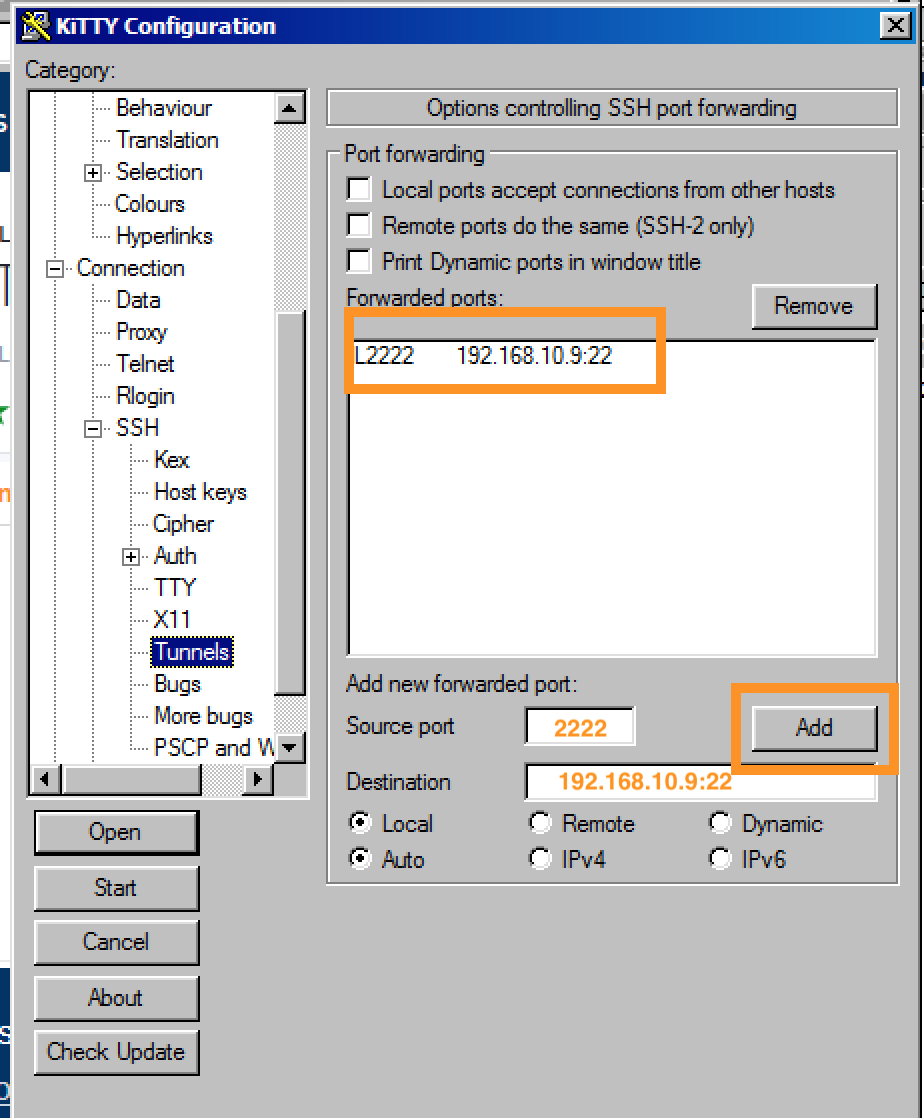 KiTTY Configuration
Category:
Behaviour
Translation
Selection
Colours
Hyperlinks
Connection
Data
Proxy
Telnet
Rlogin
SSH
Kex
Host keys
Cipher
Auth
TTY
X11
Tunnels
Bugs
More bugs
PSCP and W
Open
Start
Cancel
About
Check Update
Options controlling SSH port forwarding
Port forwarding
Local ports accept connections from other hosts
Remote ports do the same (SSH-2 only)
Print Dynamic ports in window title
Forwarded ports:
Remove
L2222 192.168.10.9:22
Add new forwarded port:
Source port 2222 Add
Destination 192.168.10.9:22
Local Remote Dynamic
Auto IPv4 IPv6